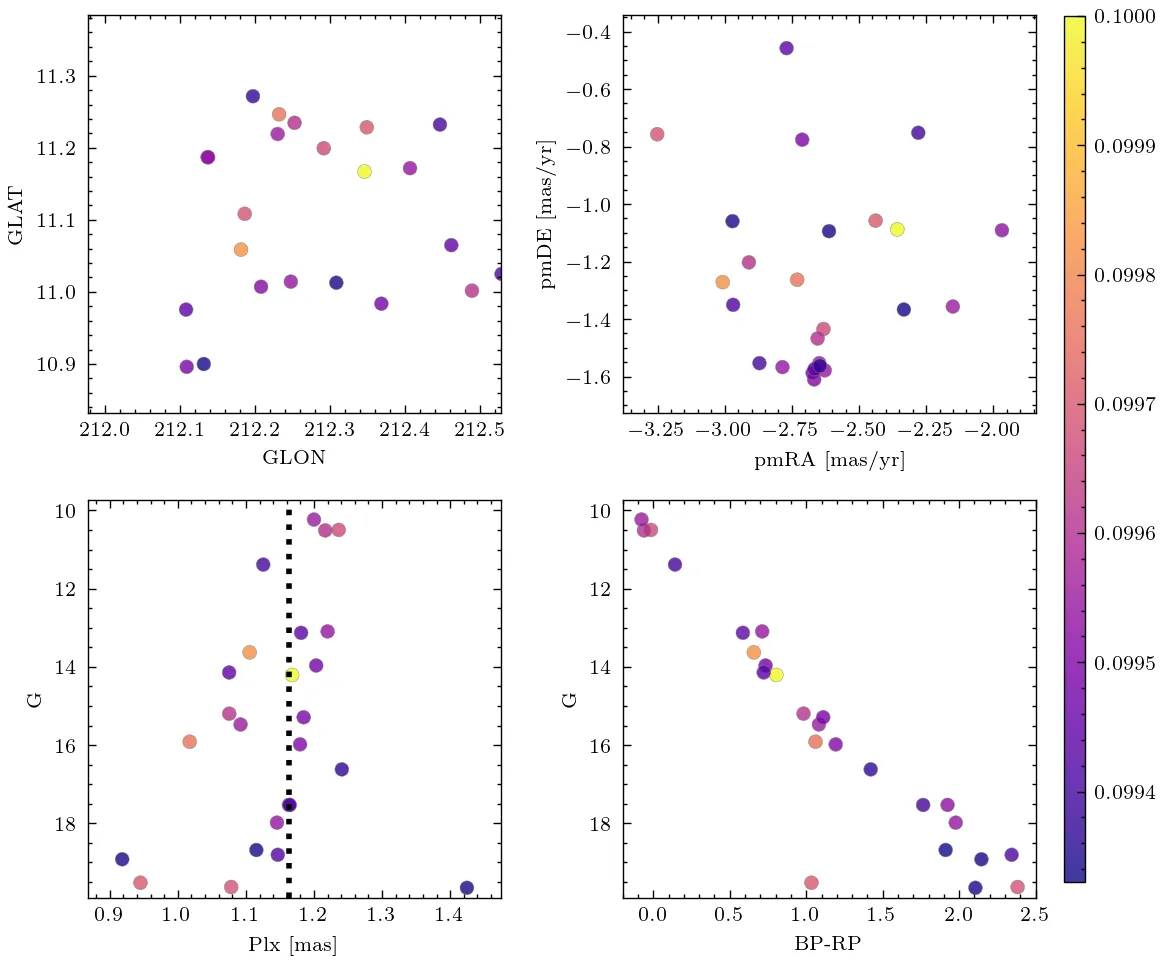 11.3
11.2
11.1
11.0
10.9
GLAT
212.0 212.1 212.2 212.3 212.4 212.5
GLON
−0.4
−0.6
−0.8
−1.0
−1.2
−1.4
−1.6
pmDE [mas/yr]
−3.25 −3.00 −2.75 −2.50 −2.25 −2.00
pmRA [mas/yr]
0.1000
0.0999
0.0998
0.0997
0.0996
0.0995
0.0994
10
12
14
16
18
G
0.9 1.0 1.1 1.2 1.3 1.4
Plx [mas]
10
12
14
16
18
G
0.0 0.5 1.0 1.5 2.0 2.5
BP-RP